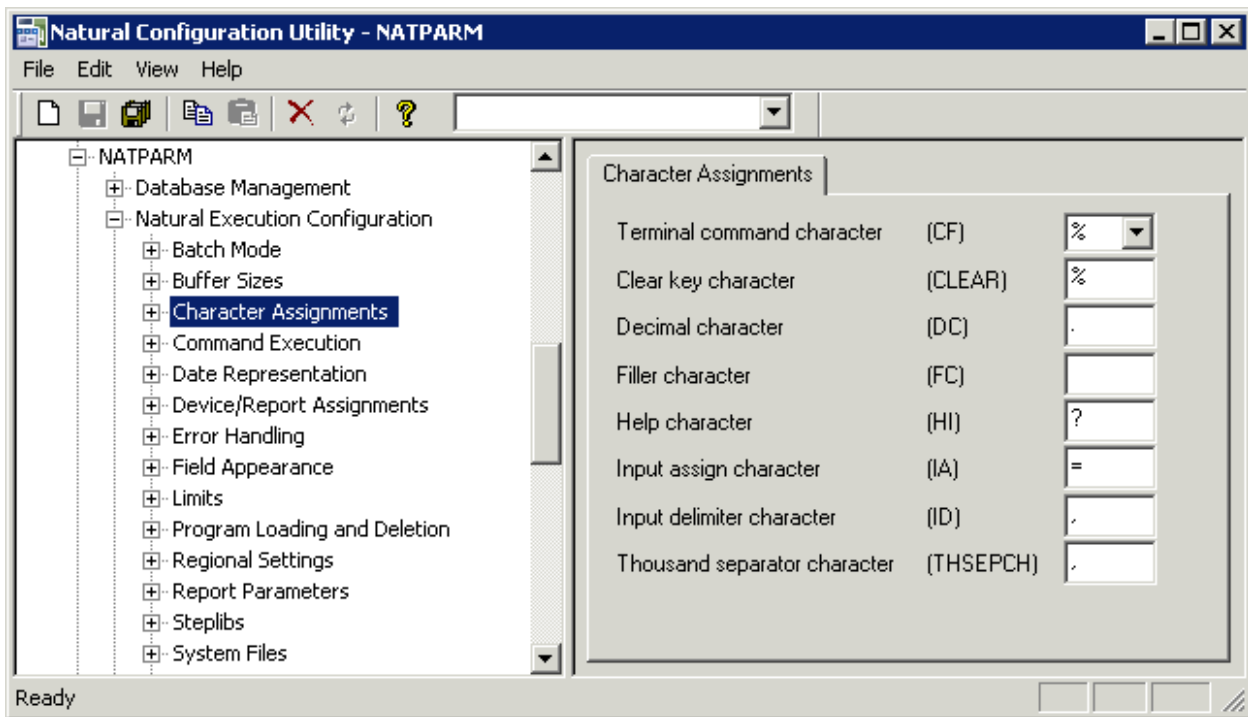 Natural Configuration Utility - NATPARM
File Edit View Help
NATPARM
Database Management
Natural Execution Configuration
Batch Mode
Buffer Sizes
Character Assignments
Command Execution
Date Representation
Device/Report Assignments
Error Handling
Field Appearance
Limits
Program Loading and Deletion
Regional Settings
Report Parameters
Steplibs
System Files
Character Assignments
Terminal command character (CF) %
Clear key character (CLEAR) %
Decimal character (DC) .
Filler character (FC)
Help character (HI) ?
Input assign character (IA) =
Input delimiter character (ID) ,
Thousand separator character (THSEPCH) ,
Ready